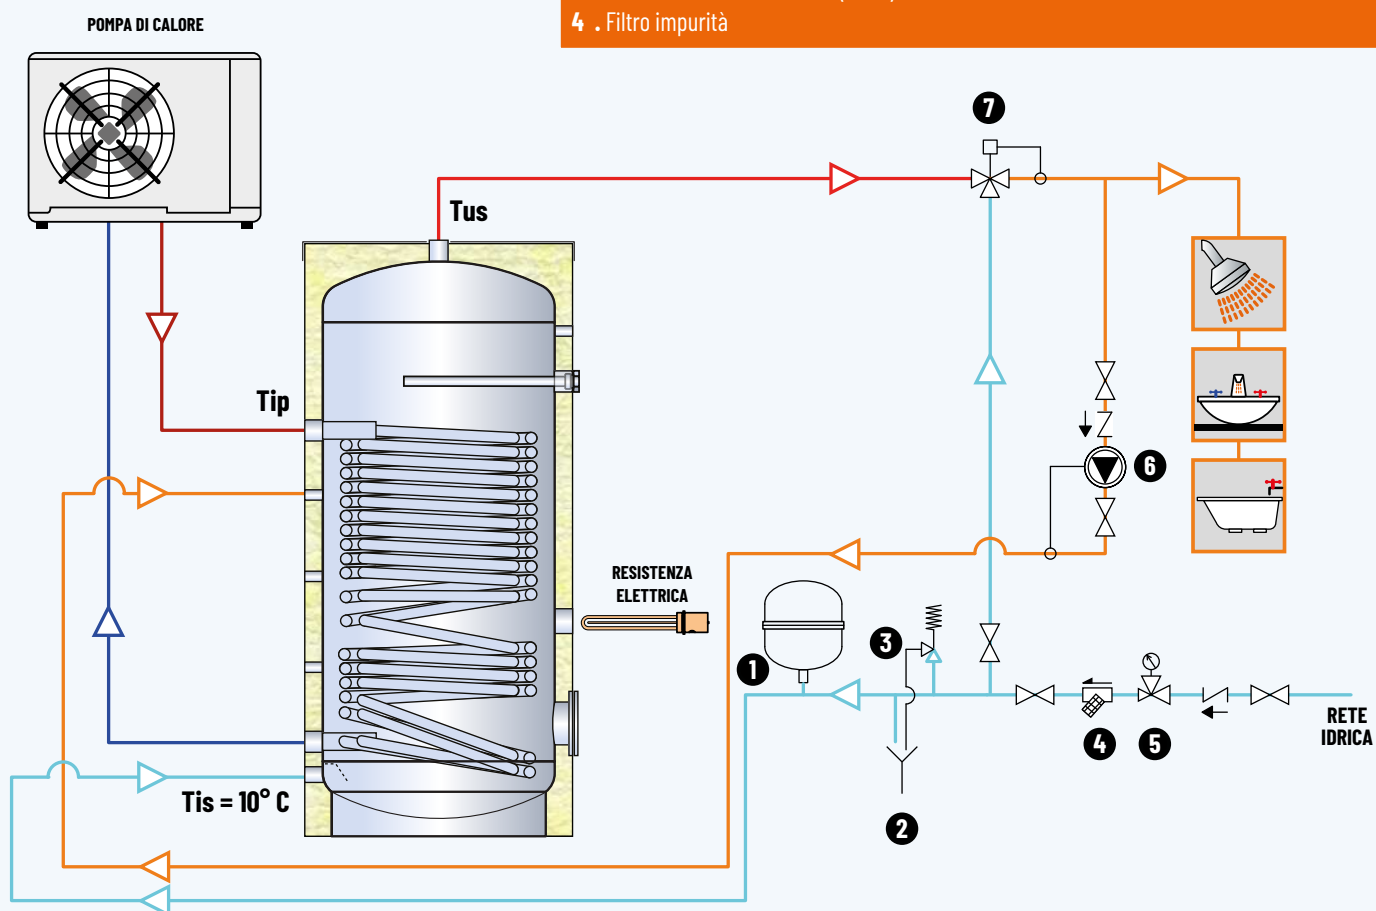 4 . Filtro impurità
POMPA DI CALORE
7
Tus
Tip
6
RESISTENZA
ELETTRICA
3
1
RETE
IDRICA
4
5
Tis = 10° C
2